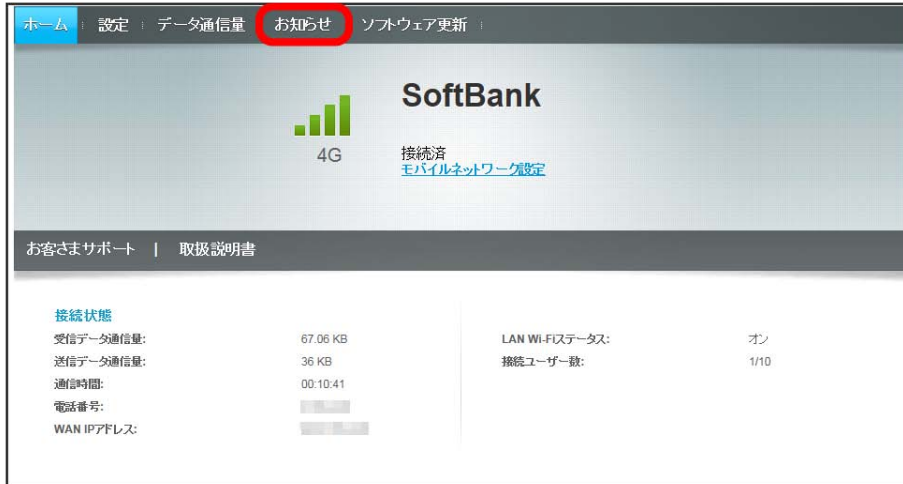 ホーム 設定 データ通信量 お知らせ ソフトウェア更新
SoftBank
4G
接続済
モバイルネットワーク設定
お客さまサポート | 取扱説明書
接続状態
受信データ通信量: 67.06 KB LAN Wi-Fiステータス: オン
送信データ通信量: 36 KB 接続ユーザー数: 1/10
通信時間: 00:10:41
電話番号:
WAN IPアドレス: